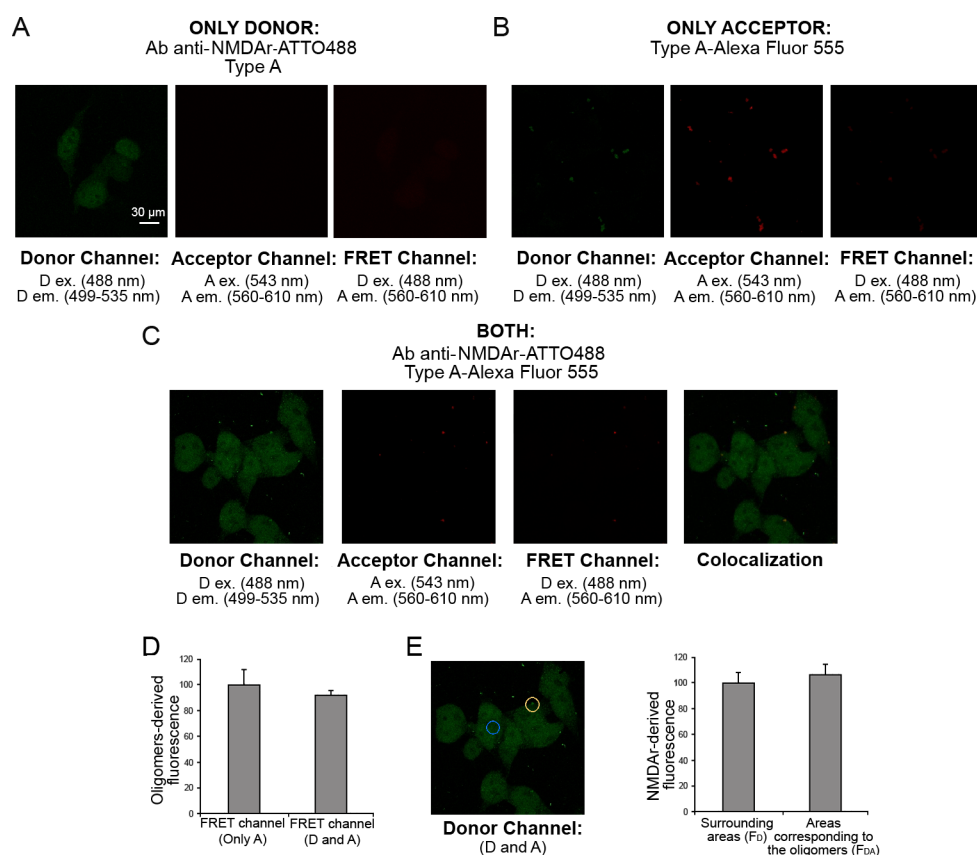 A
ONLY DONOR:
Ab anti-NMDAr-ATTO488
Type A
30 µm
Donor Channel:
D ex. (488 nm)
D em. (499-535 nm)
Acceptor Channel:
A ex. (543 nm)
A em. (560-610 nm)
FRET Channel:
D ex. (488 nm)
A em. (560-610 nm)
B
ONLY ACCEPTOR:
Type A-Alexa Fluor 555
Donor Channel:
D ex. (488 nm)
D em. (499-535 nm)
Acceptor Channel:
A ex. (543 nm)
A em. (560-610 nm)
FRET Channel:
D ex. (488 nm)
A em. (560-610 nm)
C
BOTH:
Ab anti-NMDAr-ATTO488
Type A-Alexa Fluor 555
Donor Channel:
D ex. (488 nm)
D em. (499-535 nm)
Acceptor Channel:
A ex. (543 nm)
A em. (560-610 nm)
FRET Channel:
D ex. (488 nm)
A em. (560-610 nm)
Colocalization
D
Oligomers-derived
fluorescence
120
100
80
60
40
20
0
FRET channel
(Only A)
FRET channel
(D and A)
E
Donor Channel:
(D and A)
NMDAr-derived
fluorescence
120
100
80
60
40
20
0
Surrounding
areas (FD)
Areas
corresponding to
the oligomers (FDA)